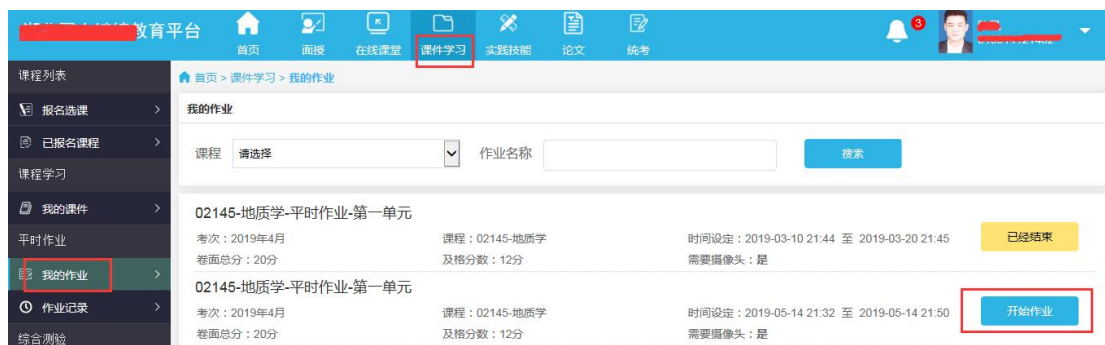 教育平台
首页
面授
在线课堂
课件学习
实践技能
论文
统考
3
课程列表
首页 > 课件学习 > 我的作业
报名选课
我的作业
已报名课程
课程 请选择 作业名称 搜索
课程学习
我的课件
02145-地质学-平时作业-第一单元
平时作业
考次：2019年4月 课程：02145-地质学 时间设定：2019-03-10 21:44 至 2019-03-20 21:45 已经结束
卷面总分：20分 及格分数：12分 需要摄像头：是
我的作业
02145-地质学-平时作业-第一单元
作业记录
考次：2019年4月 课程：02145-地质学 时间设定：2019-05-14 21:32 至 2019-05-14 21:50 开始作业
综合测验
卷面总分：20分 及格分数：12分 需要摄像头：是